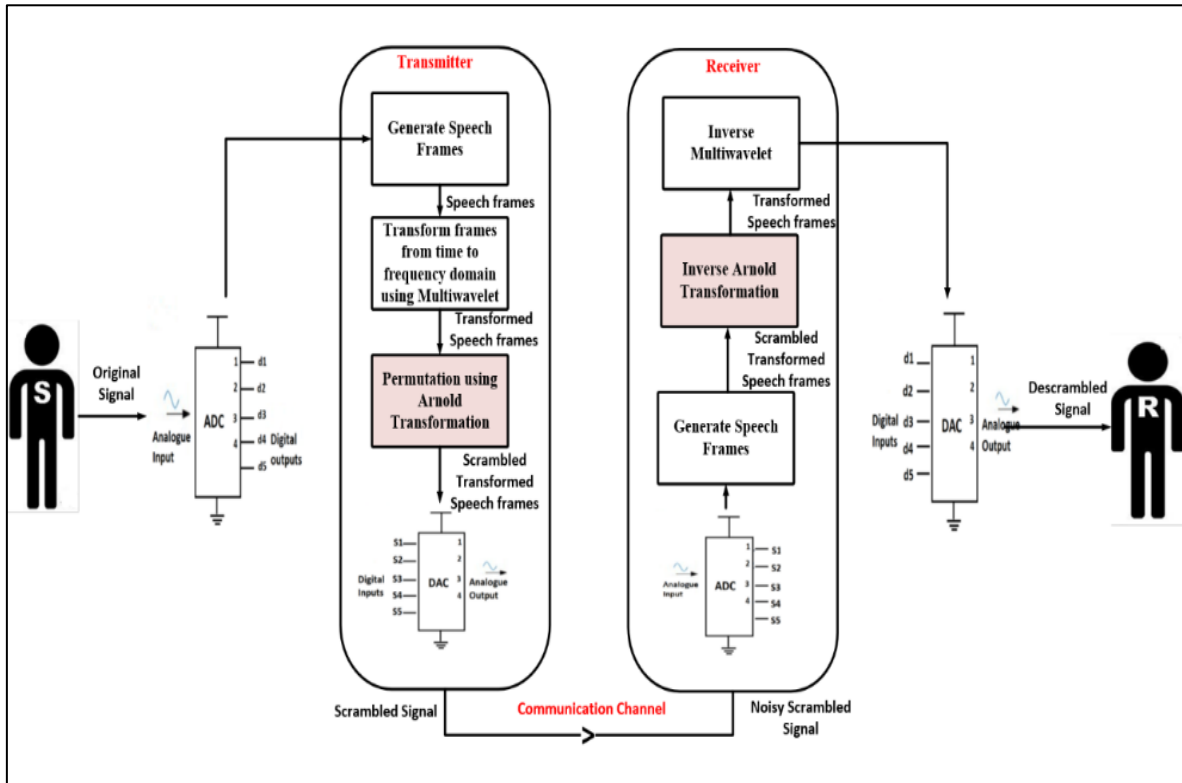 Transmitter
Generate Speech
Frames
Speech frames
Transform frames
from time to
frequency domain
using Multiwavelet
Transformed
Speech frames
Permutation using
Arnold
Transformation
Scrambled
Transformed
Speech frames
S1
S2
S3
S4
S5
Digital
Inputs
DAC
1
2
3
4
Analogue
Output
S
Original
Signal
Analogue
Input
ADC
1
2
3
4
d1
d2
d3
d4
d5
Digital
outputs
Scrambled Signal
Communication Channel
Noisy Scrambled
Signal
Receiver
Inverse
Multiwavelet
Transformed
Speech frames
Inverse Arnold
Transformation
Scrambled
Transformed
Speech frames
Generate Speech
Frames
Analogue
Input
ADC
1
2
3
4
S1
S2
S3
S4
S5
d1
d2
d3
d4
d5
Digital
Inputs
DAC
1
2
3
4
Analogue
Output
Descrambled
Signal
R